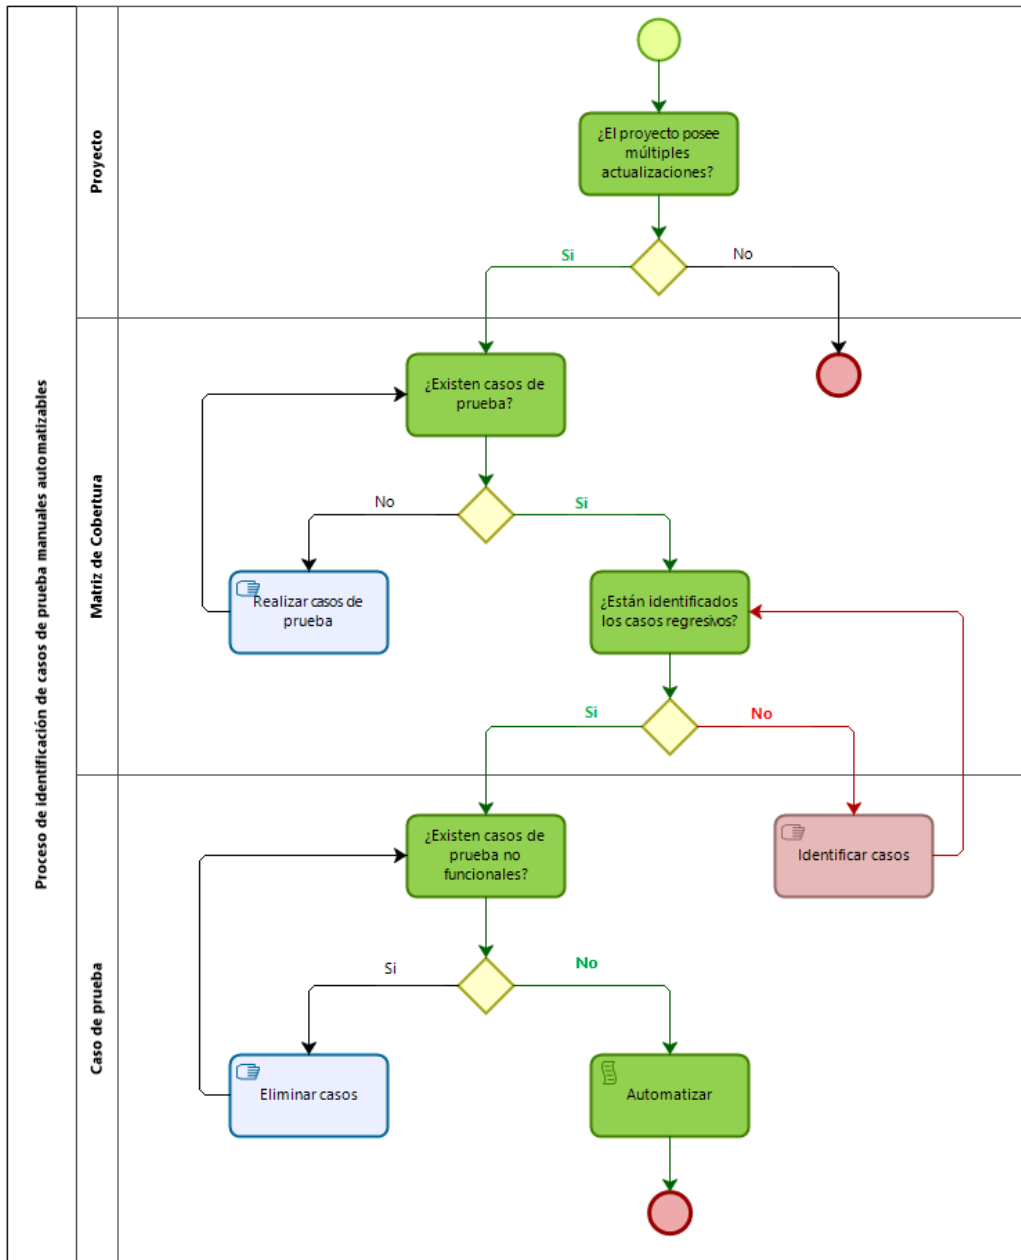 Proceso de identificación de casos de prueba manuales automatizables
Proyecto
¿El proyecto posee
múltiples
actualizaciones?
Si
No
Matriz de Cobertura
¿Existen casos de
prueba?
No
Si
Realizar casos de
prueba
¿Están identificados
los casos regresivos?
Si
No
Caso de prueba
¿Existen casos de
prueba no
funcionales?
Identificar casos
Si
No
Eliminar casos
Automatizar